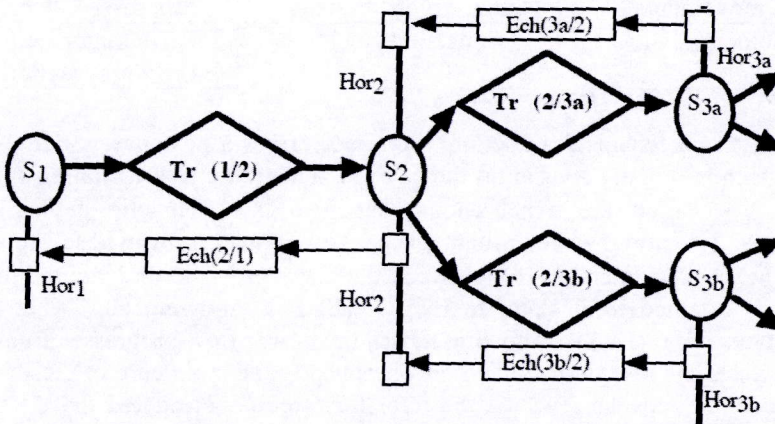 Ech(3a/2)
Hor3a
Hor2
Tr (2/3a)
S3a
S1
Tr (1/2)
S2
Ech(2/1)
Hor1
Tr (2/3b)
S3b
Hor2
Ech(3b/2)
Hor3b